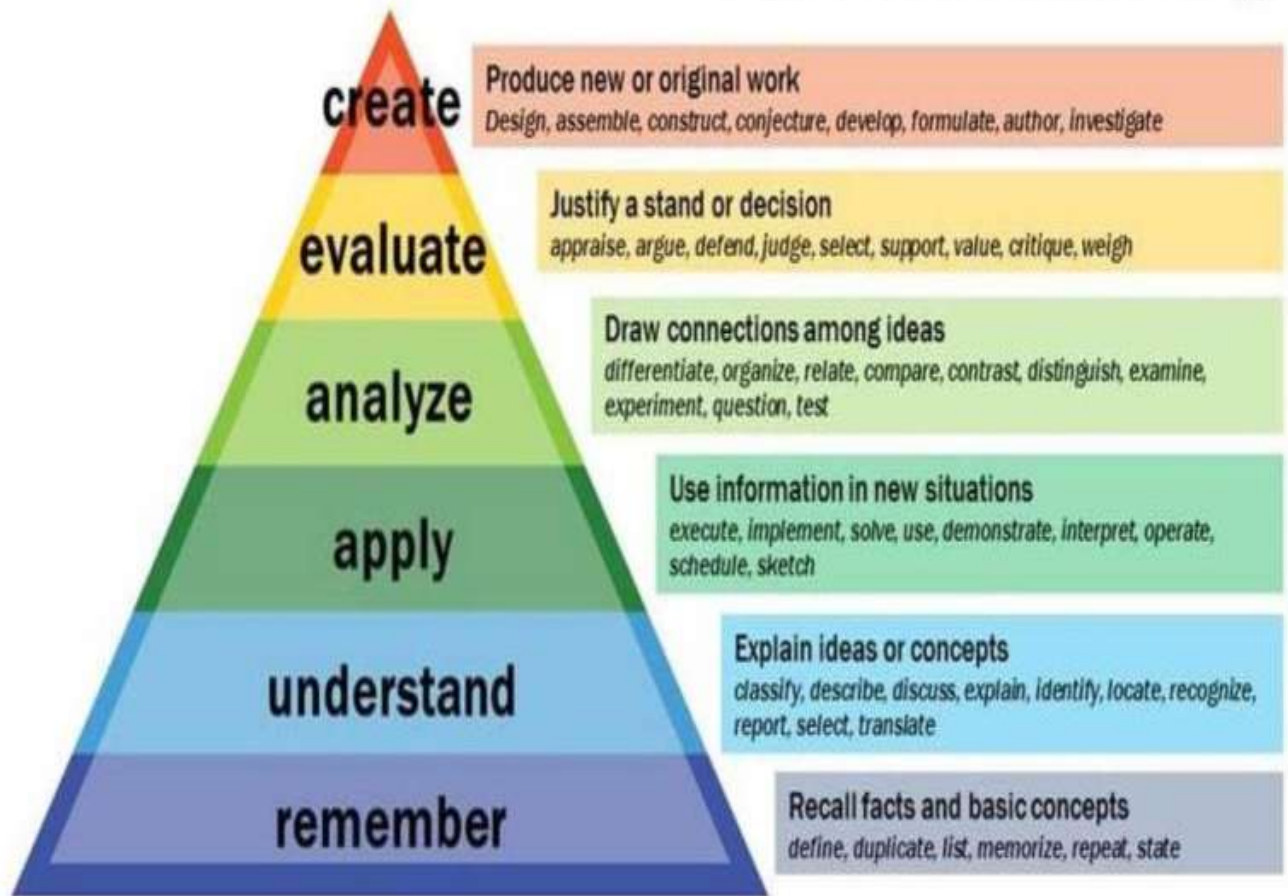 create
Produce new or original work
Design, assemble, construct, conjecture, develop, formulate, author, investigate
evaluate
Justify a stand or decision
appraise, argue, defend, judge, select, support, value, critique, weigh
analyze
Draw connections among ideas
differentiate, organize, relate, compare, contrast, distinguish, examine,
experiment, question, test
apply
Use information in new situations
execute, implement, solve, use, demonstrate, interpret, operate,
schedule, sketch
understand
Explain ideas or concepts
classify, describe, discuss, explain, identify, locate, recognize,
report, select, translate
remember
Recall facts and basic concepts
define, duplicate, list, memorize, repeat, state